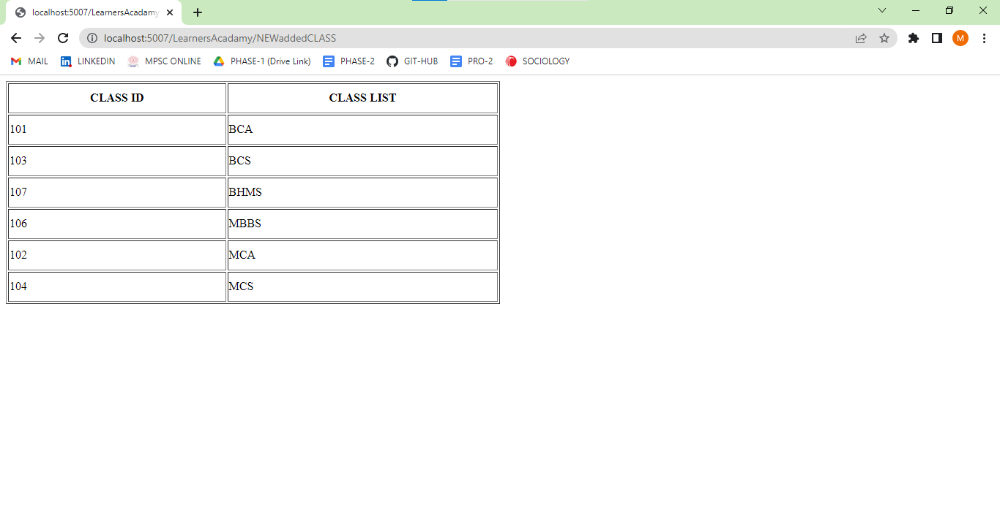 localhost:5007/LearnersAcadamy
localhost:5007/LearnersAcadamy/NEWaddedCLASS
M
MAIL LINKEDIN MPSC ONLINE PHASE-1 (Drive Link) PHASE-2 GIT-HUB PRO-2 SOCIOLOGY
CLASS ID CLASS LIST
101 BCA
103 BCS
107 BHMS
106 MBBS
102 MCA
104 MCS